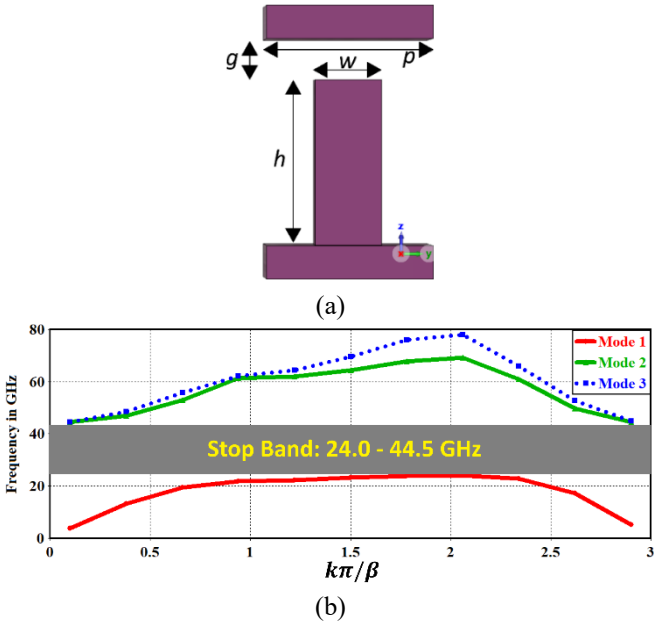 g
p
w
h
z
x
y
(a)
80
Mode 1
Mode 2
Mode 3
60
40
20
0
Frequency in GHz
Stop Band: 24.0 - 44.5 GHz
0 0.5 1 1.5 2 2.5 3
kπ/β
(b)